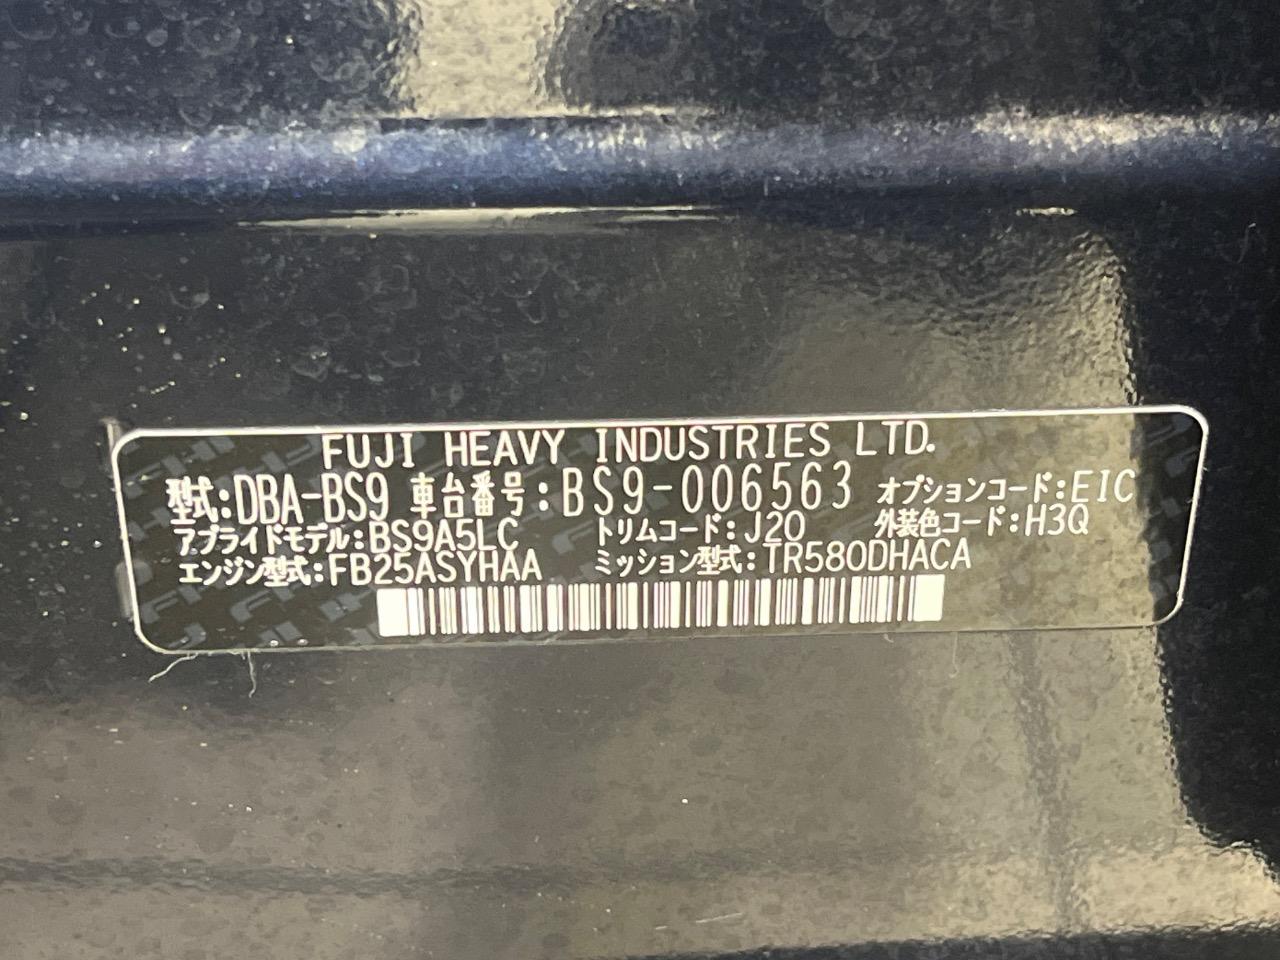 FUJI HEAVY INDUSTRIES LTD.
型式:DBA-BS9 車台番号:BS9-006563 オプションコード:EIC
アプライドモデル:BS9A5LC トリムコード:J20 外装色コード:H3Q
エンジン型式:FB25ASYHAA ミッション型式:TR580DHACA